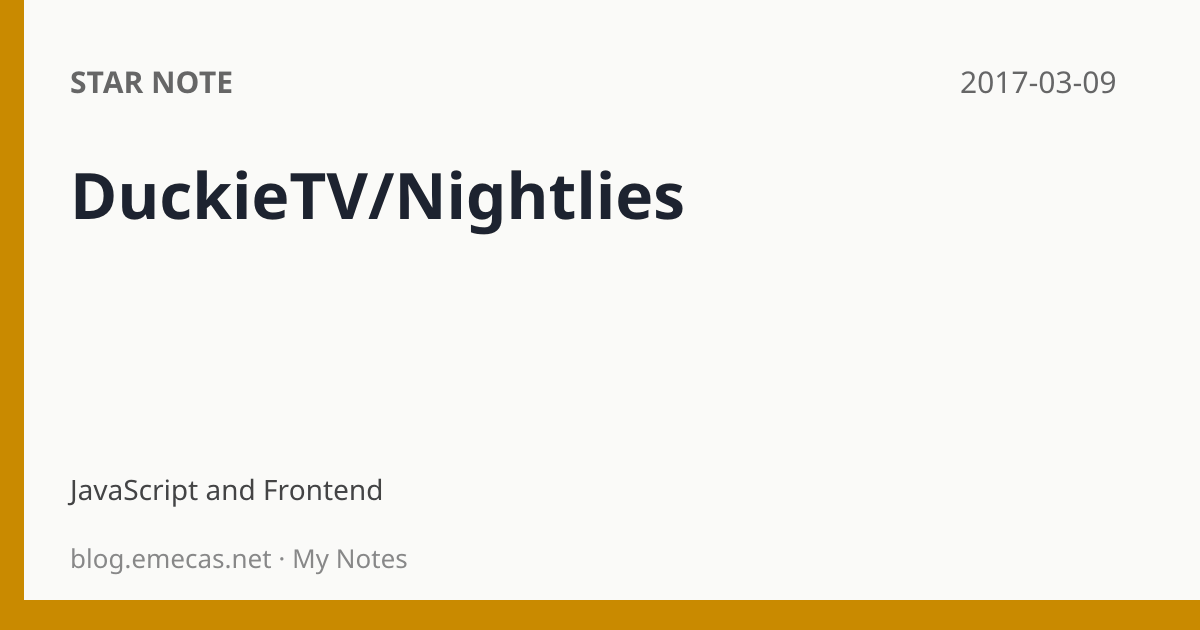 STAR NOTE
2017-03-09
DuckieTV/Nightlies
JavaScript and Frontend
blog.emecas.net · My Notes